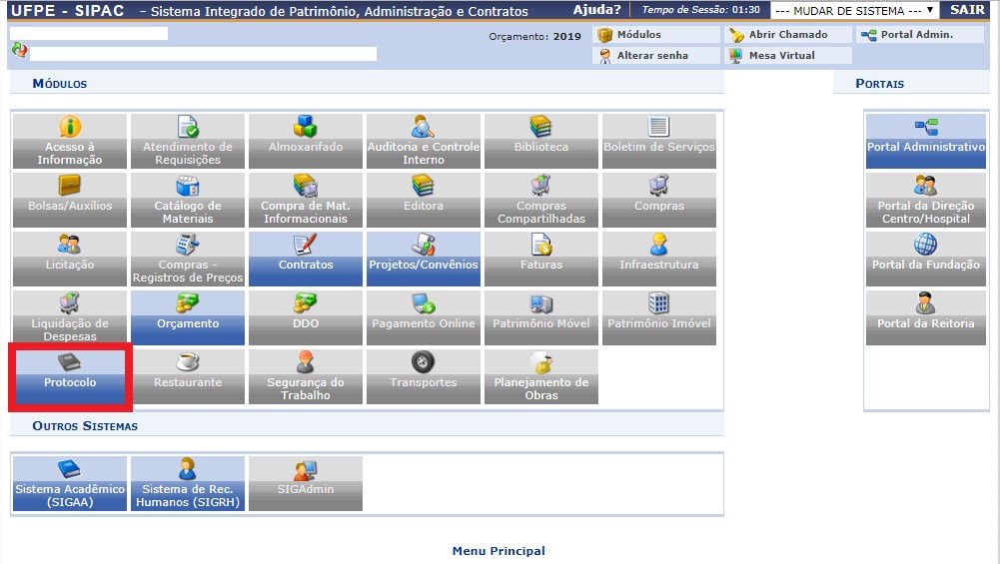 UFPE - SIPAC - Sistema Integrado de Patrimônio, Administração e Contratos
Ajuda?
Tempo de Sessão: 01:30
--- MUDAR DE SISTEMA ---
SAIR
Orçamento: 2019
Módulos
Abrir Chamado
Portal Admin.
Alterar senha
Mesa Virtual
MÓDULOS
Acesso à
Informação
Atendimento de
Requisições
Almoxarifado
Auditoria e Controle
Interno
Biblioteca
Boletim de Serviços
Bolsas/Auxílios
Catálogo de
Materiais
Compra de Mat.
Informacionais
Editora
Compras
Compartilhadas
Compras
Licitação
Compras -
Registros de Preços
Contratos
Projetos/Convênios
Faturas
Infraestrutura
Liquidação de
Despesas
Orçamento
DDO
Pagamento Online
Patrimônio Móvel
Patrimônio Imóvel
Protocolo
Restaurante
Segurança do
Trabalho
Transportes
Planejamento de
Obras
PORTAIS
Portal Administrativo
Portal da Direção
Centro/Hospital
Portal da Fundação
Portal da Reitoria
OUTROS SISTEMAS
Sistema Acadêmico
(SIGAA)
Sistema de Rec.
Humanos (SIGRH)
SIGAdmin
Menu Principal